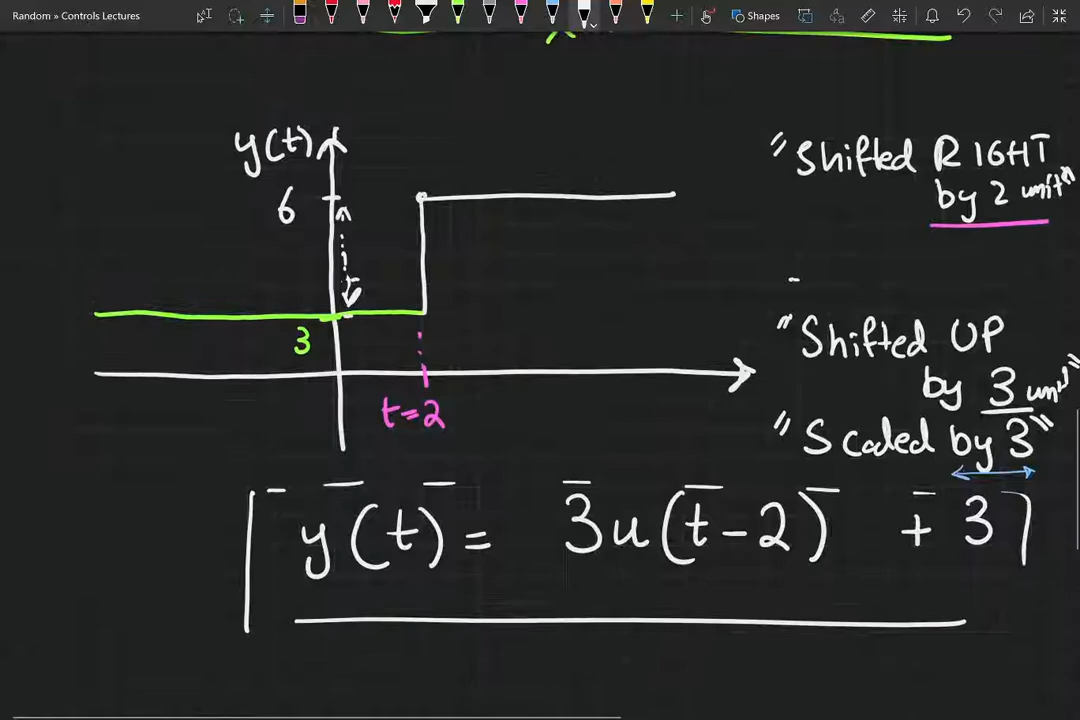 Random » Controls Lectures
Shapes
y(t)
6
3
t=2
"Shifted RIGHT
by 2 unit"
"Shifted UP
by 3 unit"
"Scaled by 3"
y(t) = 3u(t-2) + 3